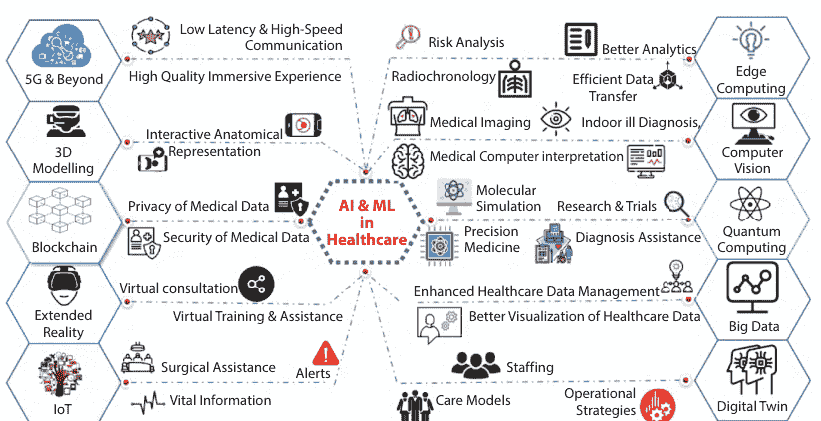 5G & Beyond
Low Latency & High-Speed
Communication
High Quality Immersive Experience
3D
Modelling
Interactive Anatomical
Representation
Blockchain
Privacy of Medical Data
Security of Medical Data
Extended
Reality
Virtual consultation
Virtual Training & Assistance
IoT
Surgical Assistance
Alerts
Vital Information
AI & ML
in
Healthcare
Risk Analysis
Better Analytics
Radiochronology
Efficient Data
Transfer
Edge
Computing
Medical Imaging
Indoor ill Diagnosis
Medical Computer interpretation
Computer
Vision
Molecular
Simulation
Research & Trials
Precision
Medicine
Diagnosis Assistance
Quantum
Computing
Enhanced Healthcare Data Management
Better Visualization of Healthcare Data
Big Data
Staffing
Care Models
Operational
Strategies
Digital Twin